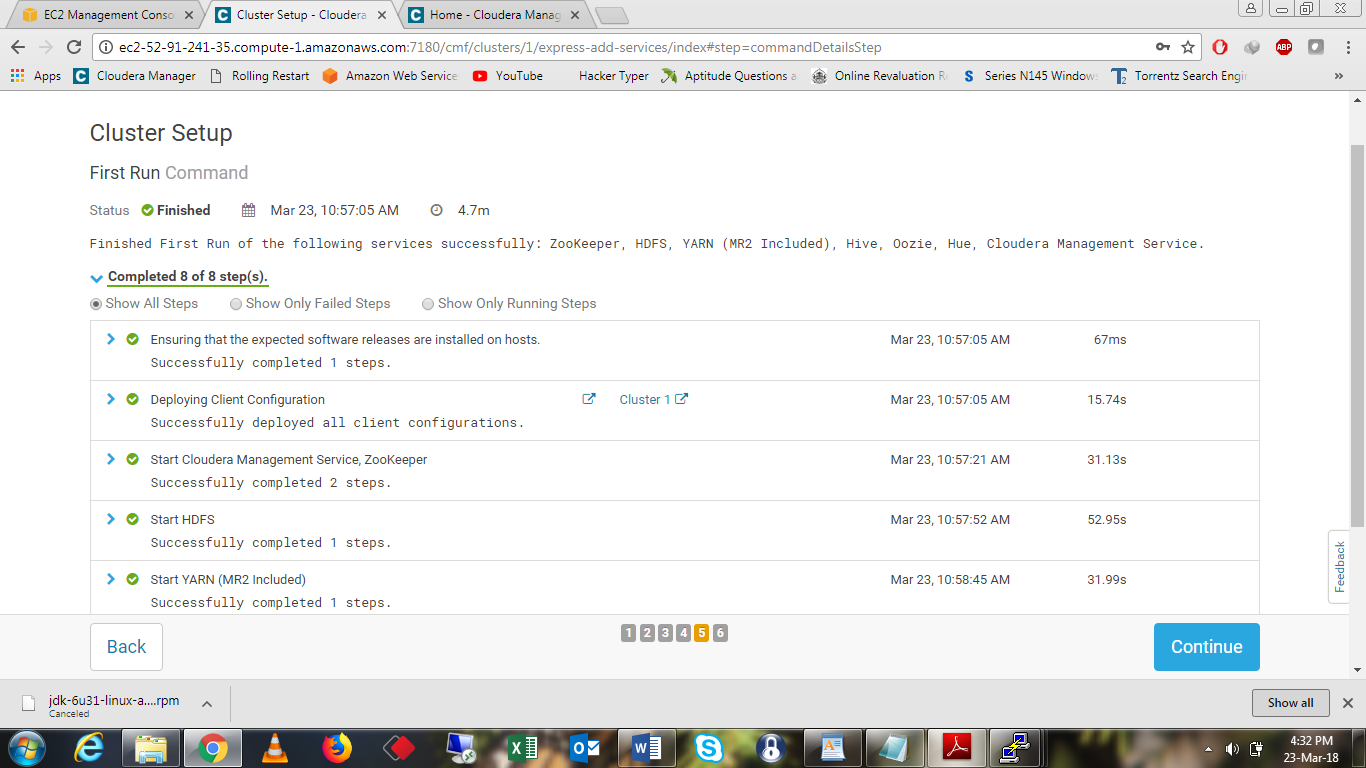 EC2 Management Conso
Cluster Setup - Cloudera
Home - Cloudera Manag
ec2-52-91-241-35.compute-1.amazonaws.com:7180/cmf/clusters/1/express-add-services/index#step=commandDetailsStep
ABP
Apps
Cloudera Manager
Rolling Restart
Amazon Web Service
YouTube
Hacker Typer
Aptitude Questions a
Online Revaluation R
Series N145 Window
Torrentz Search Engi
Cluster Setup
First Run Command
Status Finished Mar 23, 10:57:05 AM 4.7m
Finished First Run of the following services successfully: ZooKeeper, HDFS, YARN (MR2 Included), Hive, Oozie, Hue, Cloudera Management Service.
Completed 8 of 8 step(s).
Show All Steps Show Only Failed Steps Show Only Running Steps
Ensuring that the expected software releases are installed on hosts. Mar 23, 10:57:05 AM 67ms
Successfully completed 1 steps.
Deploying Client Configuration Cluster 1 Mar 23, 10:57:05 AM 15.74s
Successfully deployed all client configurations.
Start Cloudera Management Service, ZooKeeper Mar 23, 10:57:21 AM 31.13s
Successfully completed 2 steps.
Start HDFS Mar 23, 10:57:52 AM 52.95s
Successfully completed 1 steps.
Start YARN (MR2 Included) Mar 23, 10:58:45 AM 31.99s
Successfully completed 1 steps.
Feedback
Back 1 2 3 4 5 6 Continue
jdk-6u31-linux-a....rpm
Canceled
Show all
4:32 PM
23-Mar-18